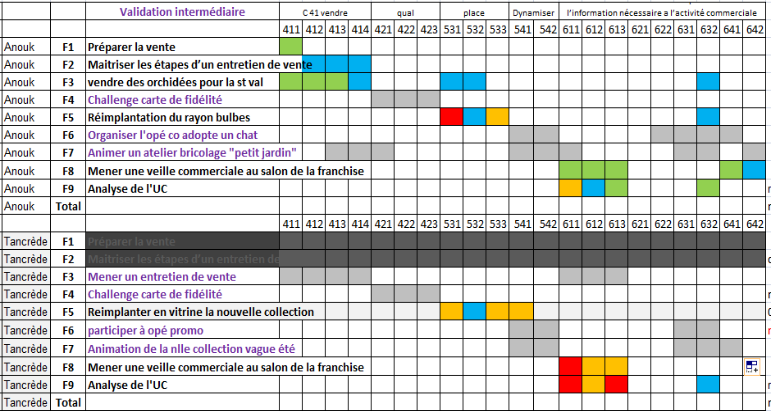 Validation intermédiaire C 41 vendre qual place Dynamiser l'information nécessaire a l'activité commerciale
411 412 413 414 421 422 423 531 532 533 541 542 611 612 613 621 622 631 632 641 642
Anouk F1 Préparer la vente
Anouk F2 Maitriser les étapes d'un entretien de vente
Anouk F3 vendre des orchidées pour la st val
Anouk F4 Challenge carte de fidélité
Anouk F5 Réimplantation du rayon bulbes
Anouk F6 Organiser l'opé co adopte un chat
Anouk F7 Animer un atelier bricolage "petit jardin"
Anouk F8 Mener une veille commerciale au salon de la franchise
Anouk F9 Analyse de l'UC
Anouk Total
411 412 413 414 421 422 423 531 532 533 541 542 611 612 613 621 622 631 632 641 642
Tancrède F1 Préparer la vente
Tancrède F2 Maitriser les étapes d'un entretien de
Tancrède F3 Mener un entretien de vente
Tancrède F4 Challenge carte de fidélité
Tancrède F5 Reimplanter en vitrine la nouvelle collection
Tancrède F6 participer à opé promo
Tancrède F7 Animation de la nlle collection vague été
Tancrède F8 Mener une veille commerciale au salon de la franchise
Tancrède F9 Analyse de l'UC
Tancrède Total